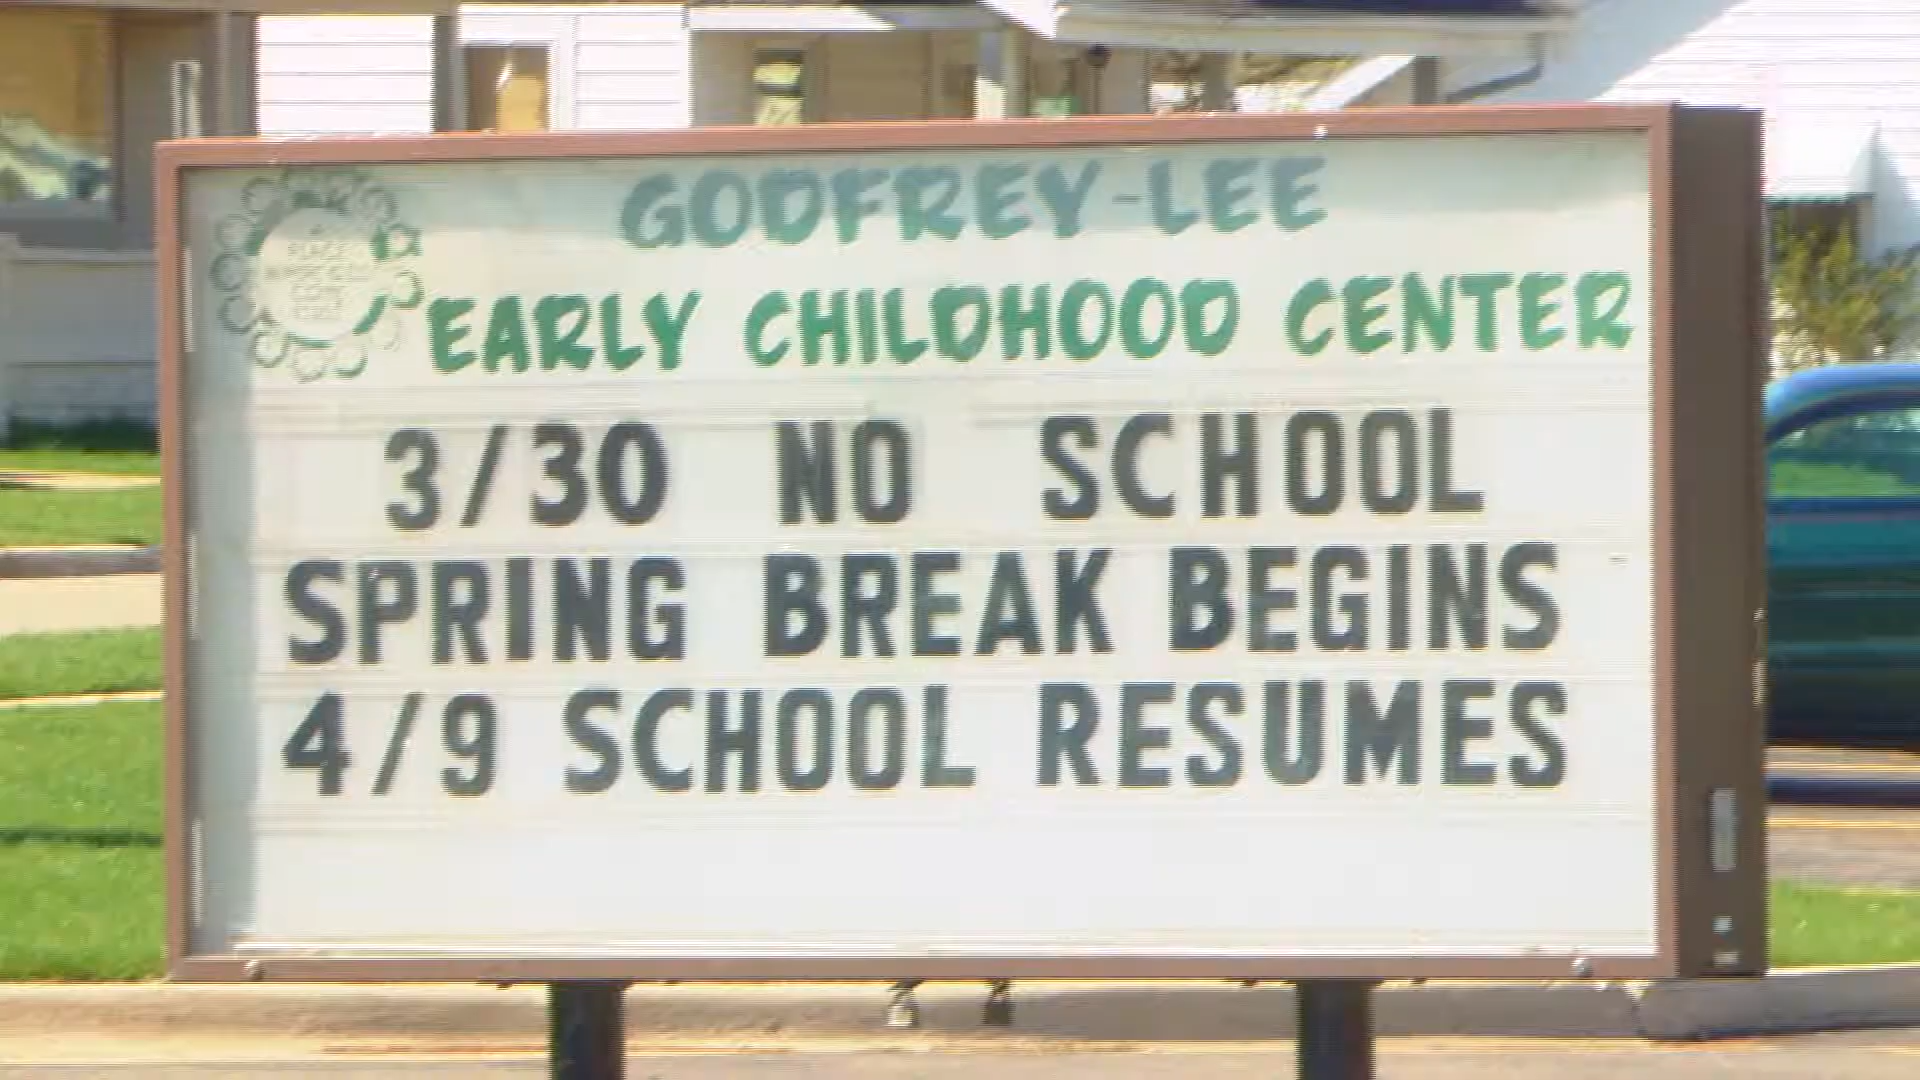 GODFREY-LEE
EARLY CHILDHOOD CENTER
3/30 NO SCHOOL
SPRING BREAK BEGINS
4/9 SCHOOL RESUMES